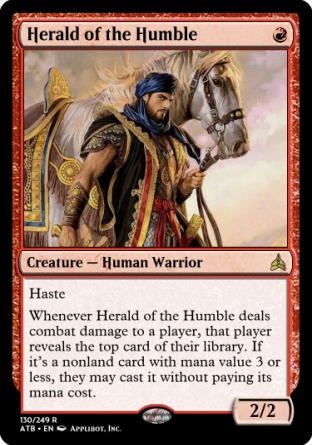 Herald of the Humble
Creature — Human Warrior
Haste
Whenever Herald of the Humble deals
combat damage to a player, that player
reveals the top card of their library. If
it's a nonland card with mana value 3 or
less, they may cast it without paying its
mana cost.
2/2
130/249 R
ATB • EN APPLIBOT, INC.